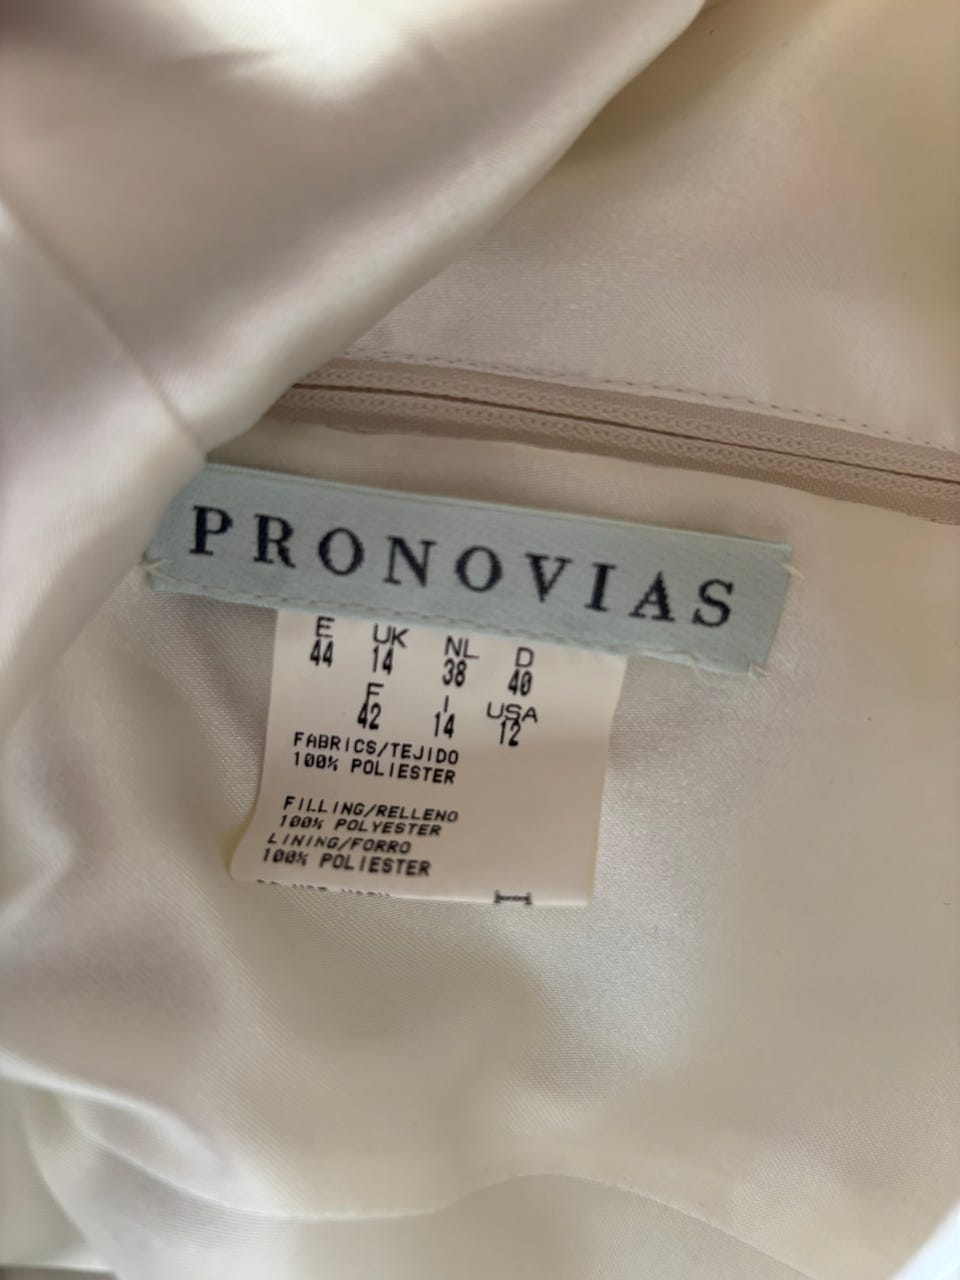 PRONOVIAS
E UK NL D
44 14 38 40
F I USA
42 14 12
FABRICS/TEJIDO
100% POLIESTER
FILLING/RELLENO
100% POLYESTER
LINING/FORRO
100% POLIESTER